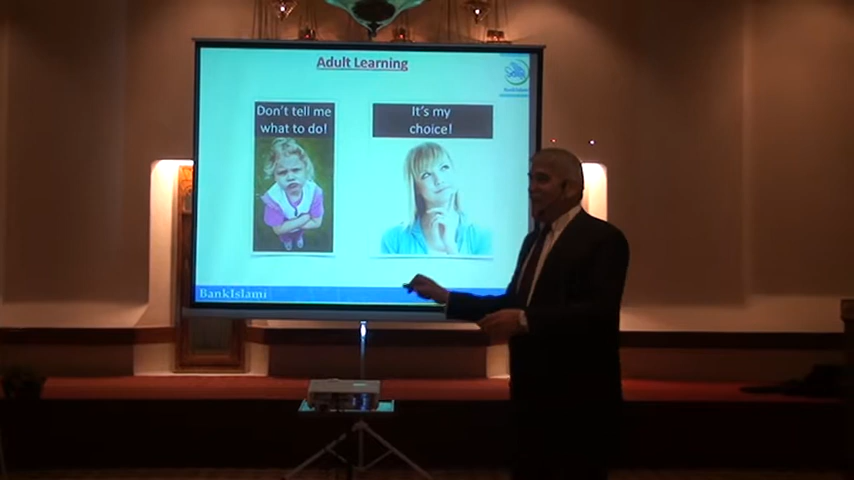 Adult Learning
Don't tell me
what to do!
It's my
choice!
BankIslami